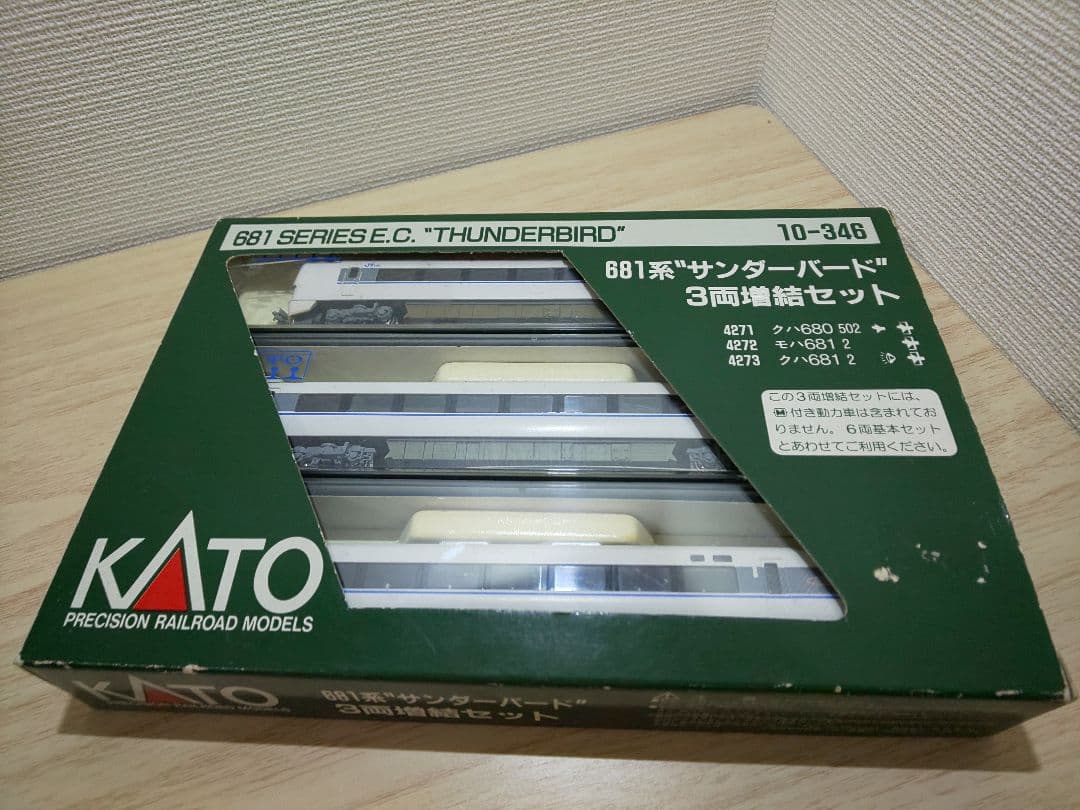 681 SERIES E.C. "THUNDERBIRD"
10-346
681系"サンダーバード"
3両増結セット
4271 クハ680 502
4272 モハ681 2
4273 クハ681 2
この3両増結セットには、
M付き動力車は含まれてお
りません。6両基本セット
とあわせてご利用ください。
KATO
PRECISION RAILROAD MODELS
KATO
PRECISION RAILROAD MODELS
681系"サンダーバード"
3両増結セット